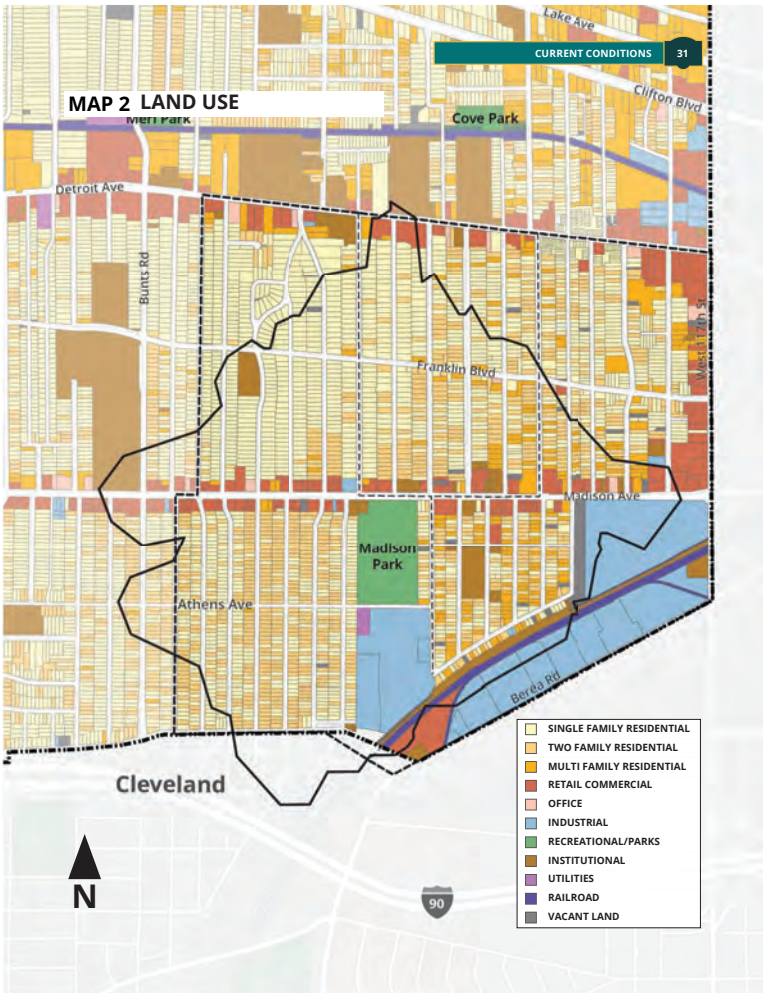 Lake Ave
CURRENT CONDITIONS 31
Clifton Blvd
MAP 2 LAND USE
Merl Park
Cove Park
Detroit Ave
Bunts Rd
West 117th St
Franklin Blvd
Madison Ave
Madison
Park
Athens Ave
Berea Rd
Cleveland
N
90
SINGLE FAMILY RESIDENTIAL
TWO FAMILY RESIDENTIAL
MULTI FAMILY RESIDENTIAL
RETAIL COMMERCIAL
OFFICE
INDUSTRIAL
RECREATIONAL/PARKS
INSTITUTIONAL
UTILITIES
RAILROAD
VACANT LAND